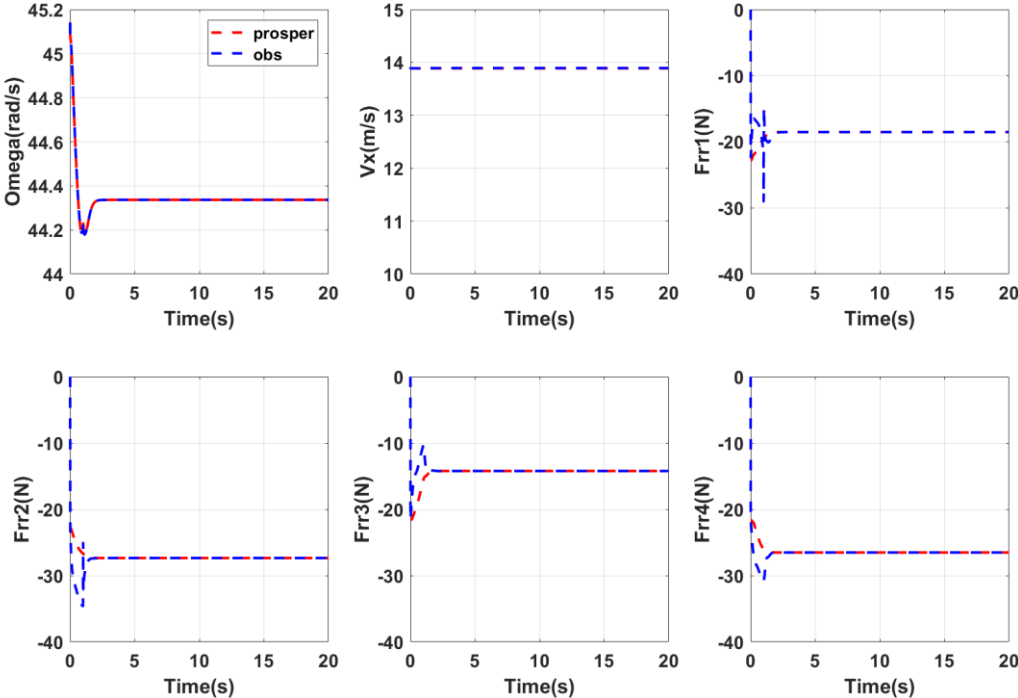 45.2
45
44.8
44.6
44.4
44.2
44
Omega(rad/s)
prosper
obs
0 5 10 15 20
Time(s)
15
14
13
12
11
10
Vx(m/s)
0 5 10 15 20
Time(s)
0
-10
-20
-30
-40
Frr1(N)
0 5 10 15 20
Time(s)
0
-10
-20
-30
-40
Frr2(N)
0 5 10 15 20
Time(s)
0
-10
-20
-30
-40
Frr3(N)
0 5 10 15 20
Time(s)
0
-10
-20
-30
-40
Frr4(N)
0 5 10 15 20
Time(s)